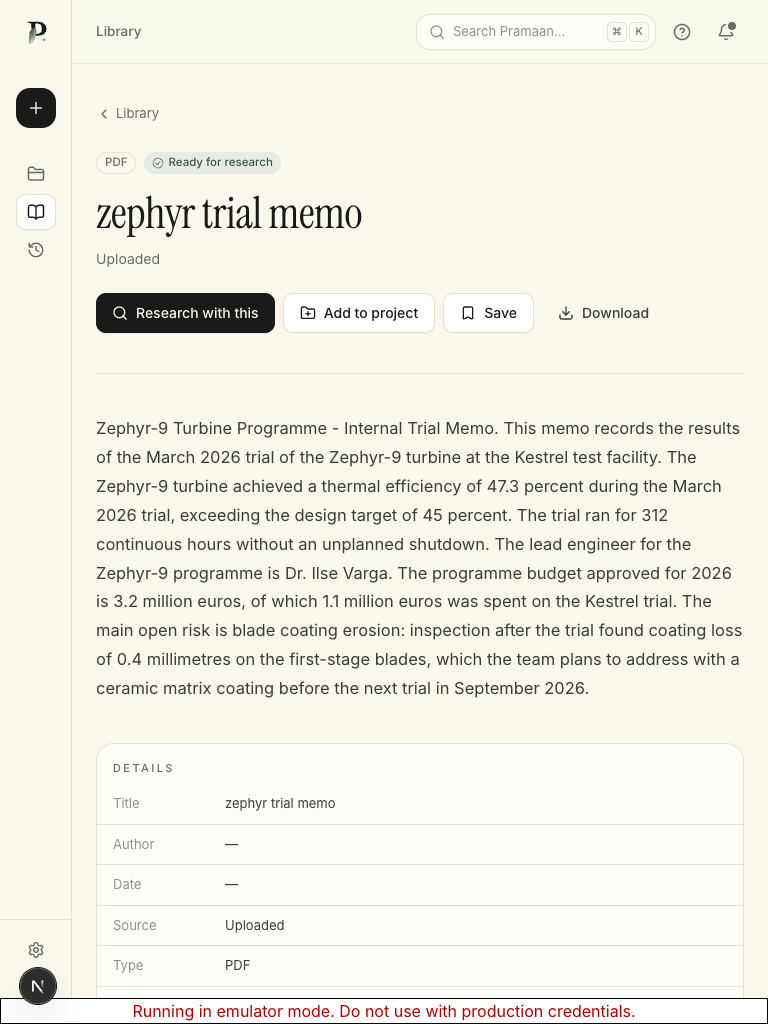 P
Library
Search Pramaan...
⌘ K
Library
PDF
Ready for research
zephyr trial memo
Uploaded
Research with this
Add to project
Save
Download
Zephyr-9 Turbine Programme - Internal Trial Memo. This memo records the results
of the March 2026 trial of the Zephyr-9 turbine at the Kestrel test facility. The
Zephyr-9 turbine achieved a thermal efficiency of 47.3 percent during the March
2026 trial, exceeding the design target of 45 percent. The trial ran for 312
continuous hours without an unplanned shutdown. The lead engineer for the
Zephyr-9 programme is Dr. Ilse Varga. The programme budget approved for 2026
is 3.2 million euros, of which 1.1 million euros was spent on the Kestrel trial. The
main open risk is blade coating erosion: inspection after the trial found coating loss
of 0.4 millimetres on the first-stage blades, which the team plans to address with a
ceramic matrix coating before the next trial in September 2026.
DETAILS
Title zephyr trial memo
Author —
Date —
Source Uploaded
Type PDF
N
Running in emulator mode. Do not use with production credentials.